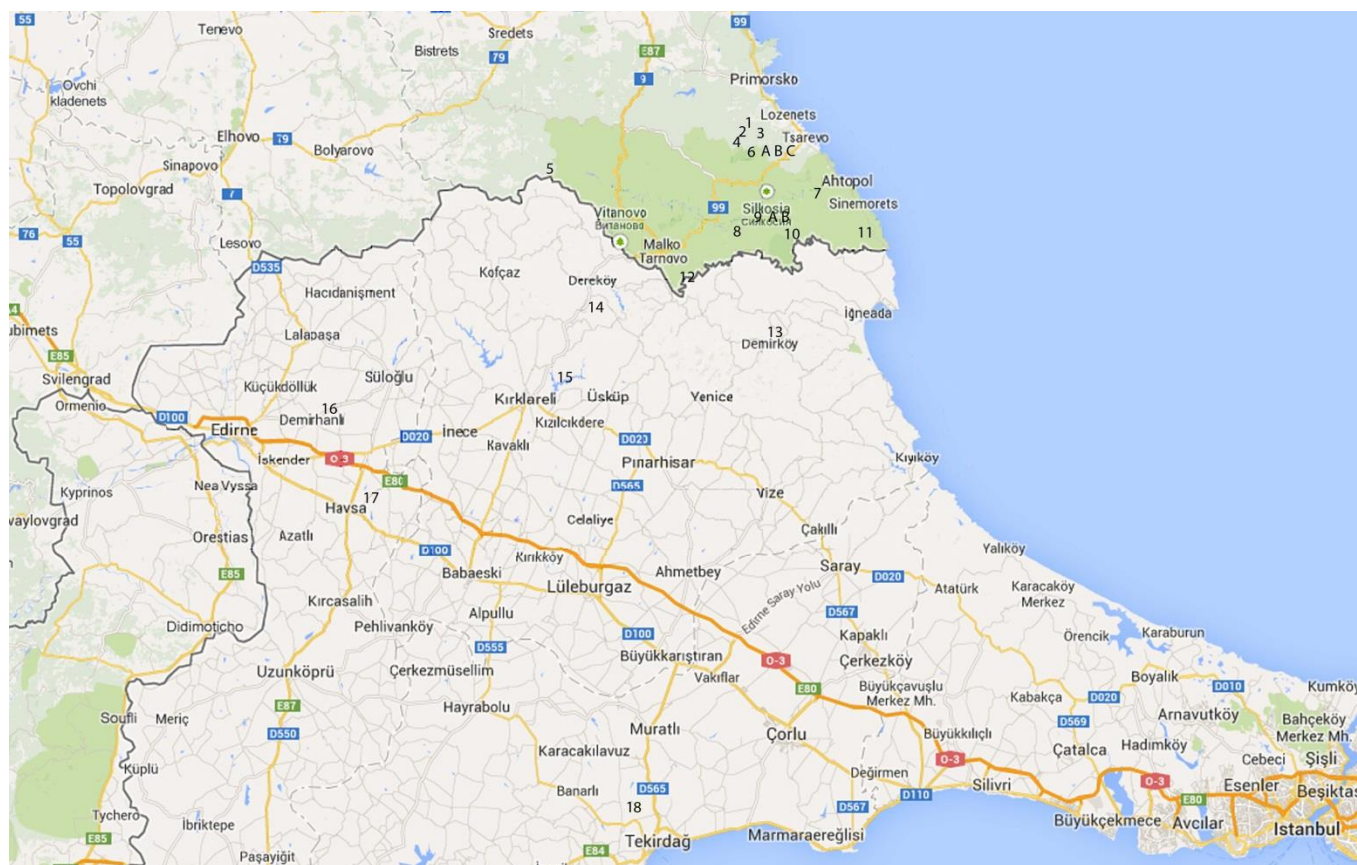 55
Tenevo
Sredets
99
Bistrets
E87
79
9
Primorsko
Ovchi
kladenets
Lozenets
1
2
3
Tsarevo
Elhovo
79
4
Bolyarovo
6 A B C
Sinapovo
5
Topolovgrad
7
7
Ahtopol
99
Silkosia
Силкосия
Sinemorets
Vitanovo
Витаново
9 A B
76
55
8
10
11
Lesovo
Malko
Tarnovo
D535
Kofçaz
Dereköy
12
Hacıdanişment
14
İğneada
ubimets
Lalapaşa
13
Demirköy
E85
Svilengrad
Süloğlu
15
Küçükdöllük
Ormenio
Kırklareli
Üsküp
Yenice
D100
16
Demirhanlı
Edirne
Kızılcıkdere
D020
İnece
D020
Kavaklı
İskender
O-3
Pınarhisar
Kıyıköy
Kyprinos
Nea Vyssa
E80
D565
17
Vize
Havsa
waylovgrad
Celaliye
Orestias
Azatlı
Çakıllı
D100
Kırıkköy
Yalıköy
E85
Babaeski
Ahmetbey
Saray
D020
Lüleburgaz
Karacaköy
Merkez
Atatürk
Kırcasalih
Edirne Saray Yolu
Alpullu
D567
Didimoticho
Pehlivanköy
D100
Kapaklı
Örencik
Karaburun
D555
Büyükkarıştıran
O-3
Çerkezköy
Uzunköprü
Çerkezmüsellim
Vakıflar
E80
Büyükçavuşlu
Merkez Mh.
Boyalık
Kabakça
D020
D010
Kumköy
E87
Hayrabolu
Soufli
Meriç
Arnavutköy
D569
Bahçeköy
Merkez Mh.
D550
Muratlı
Çorlu
Büyükkılıçlı
Çatalca
Hadımköy
Karacakılavuz
Cebeci
Şişli
Küplü
O-3
Değirmen
Silivri
O-3
Esenler
Banarlı
D565
Beşiktaş
18
D110
D567
E80
Tychero
İbriktepe
Büyükçekmece
Avcılar
Istanbul
Tekirdağ
Marmaraereğlisi
E85
E84
Paşayiğit